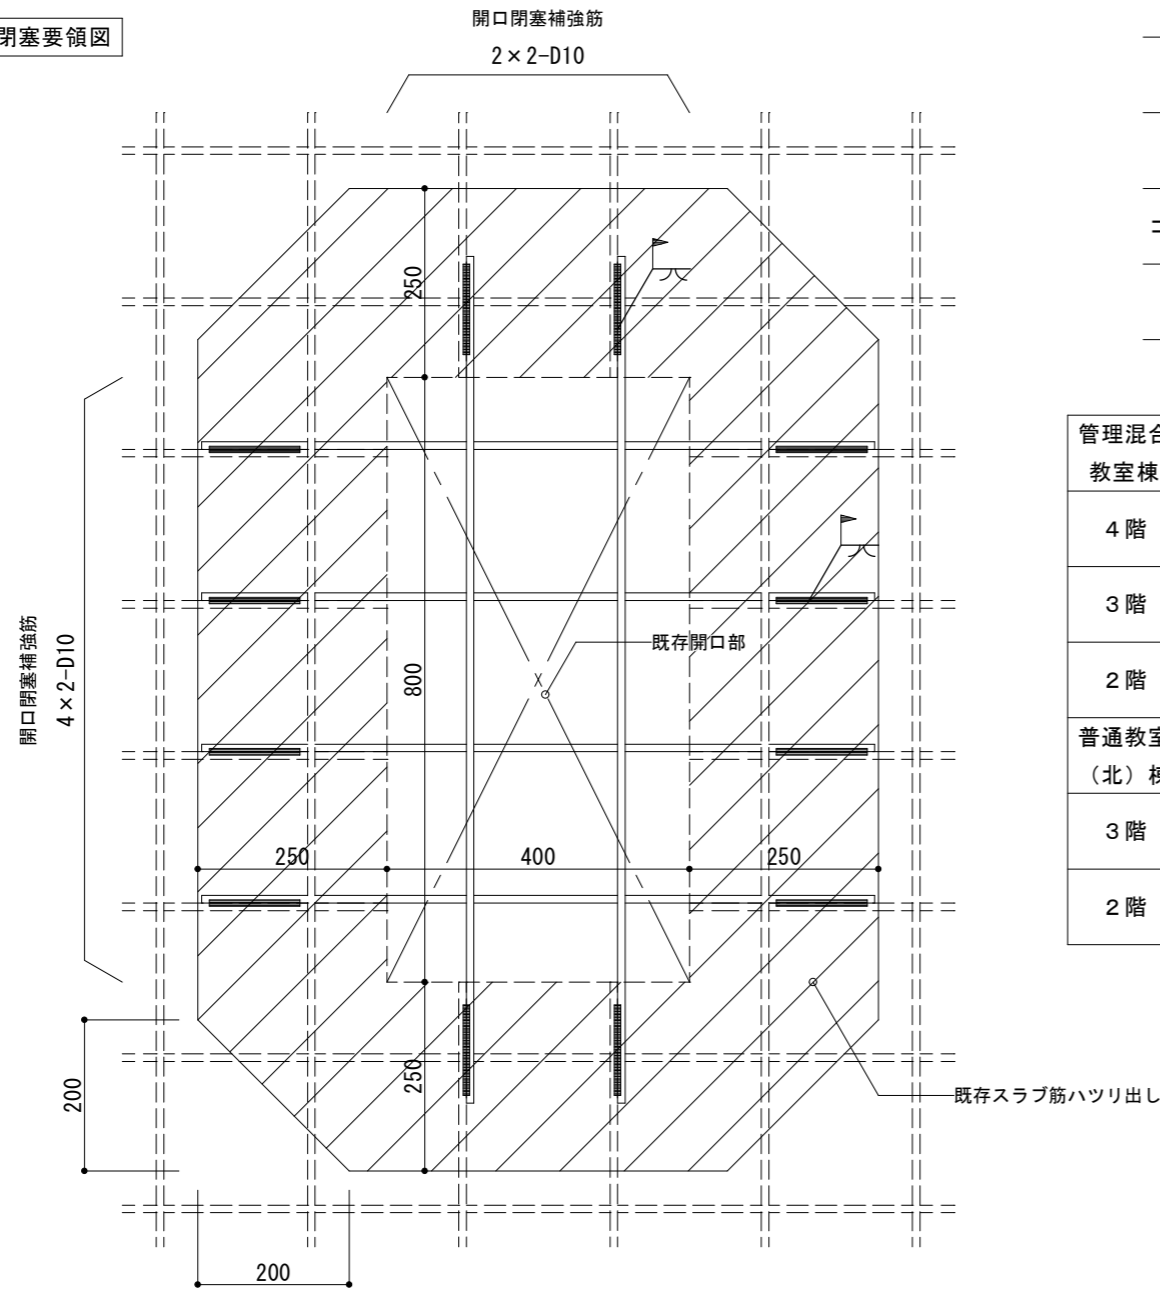 閉塞要領図
開口閉塞補強筋
2×2-D10
250
開口閉塞補強筋
4×2-D10
既存開口部
800
250
400
250
250
200
200
既存スラブ筋ハツリ出し
管理混合
教室棟
4階
3階
2階
普通教室
（北）棟
3階
2階